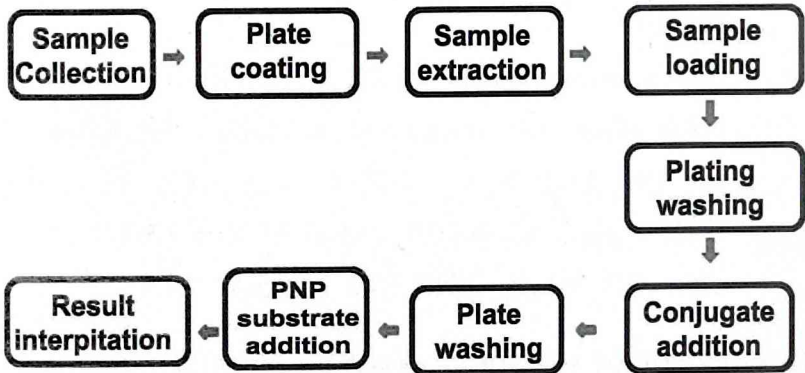 Sample
Collection
Plate
coating
Sample
extraction
Sample
loading
Plating
washing
Conjugate
addition
Plate
washing
PNP
substrate
addition
Result
interpitation